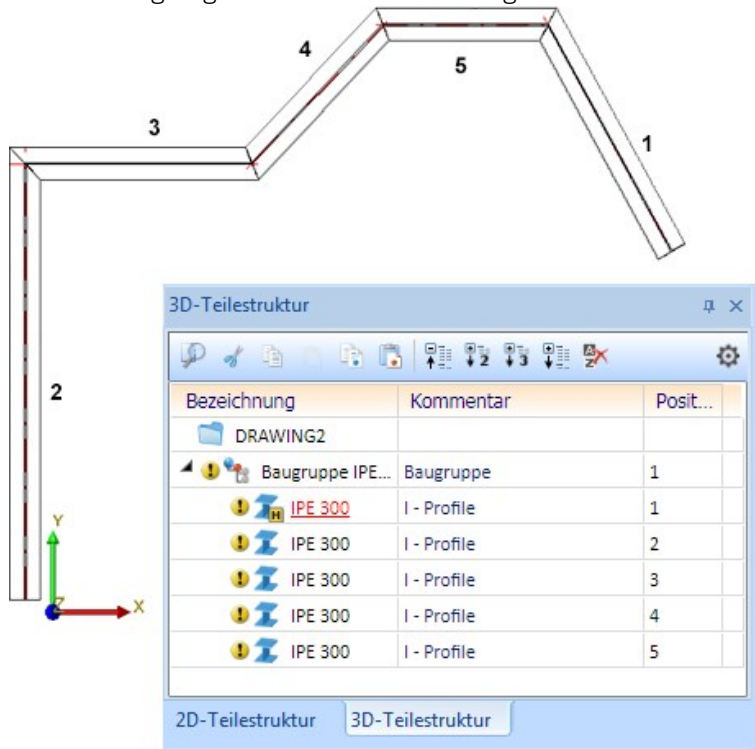 4
5
3
1
2
Y
Z
X
3D-Teilestruktur
2 3
A
Z
Bezeichnung Kommentar Posit...
DRAWING2
Baugruppe IPE... Baugruppe 1
H IPE 300 I - Profile 1
IPE 300 I - Profile 2
IPE 300 I - Profile 3
IPE 300 I - Profile 4
IPE 300 I - Profile 5
2D-Teilestruktur 3D-Teilestruktur